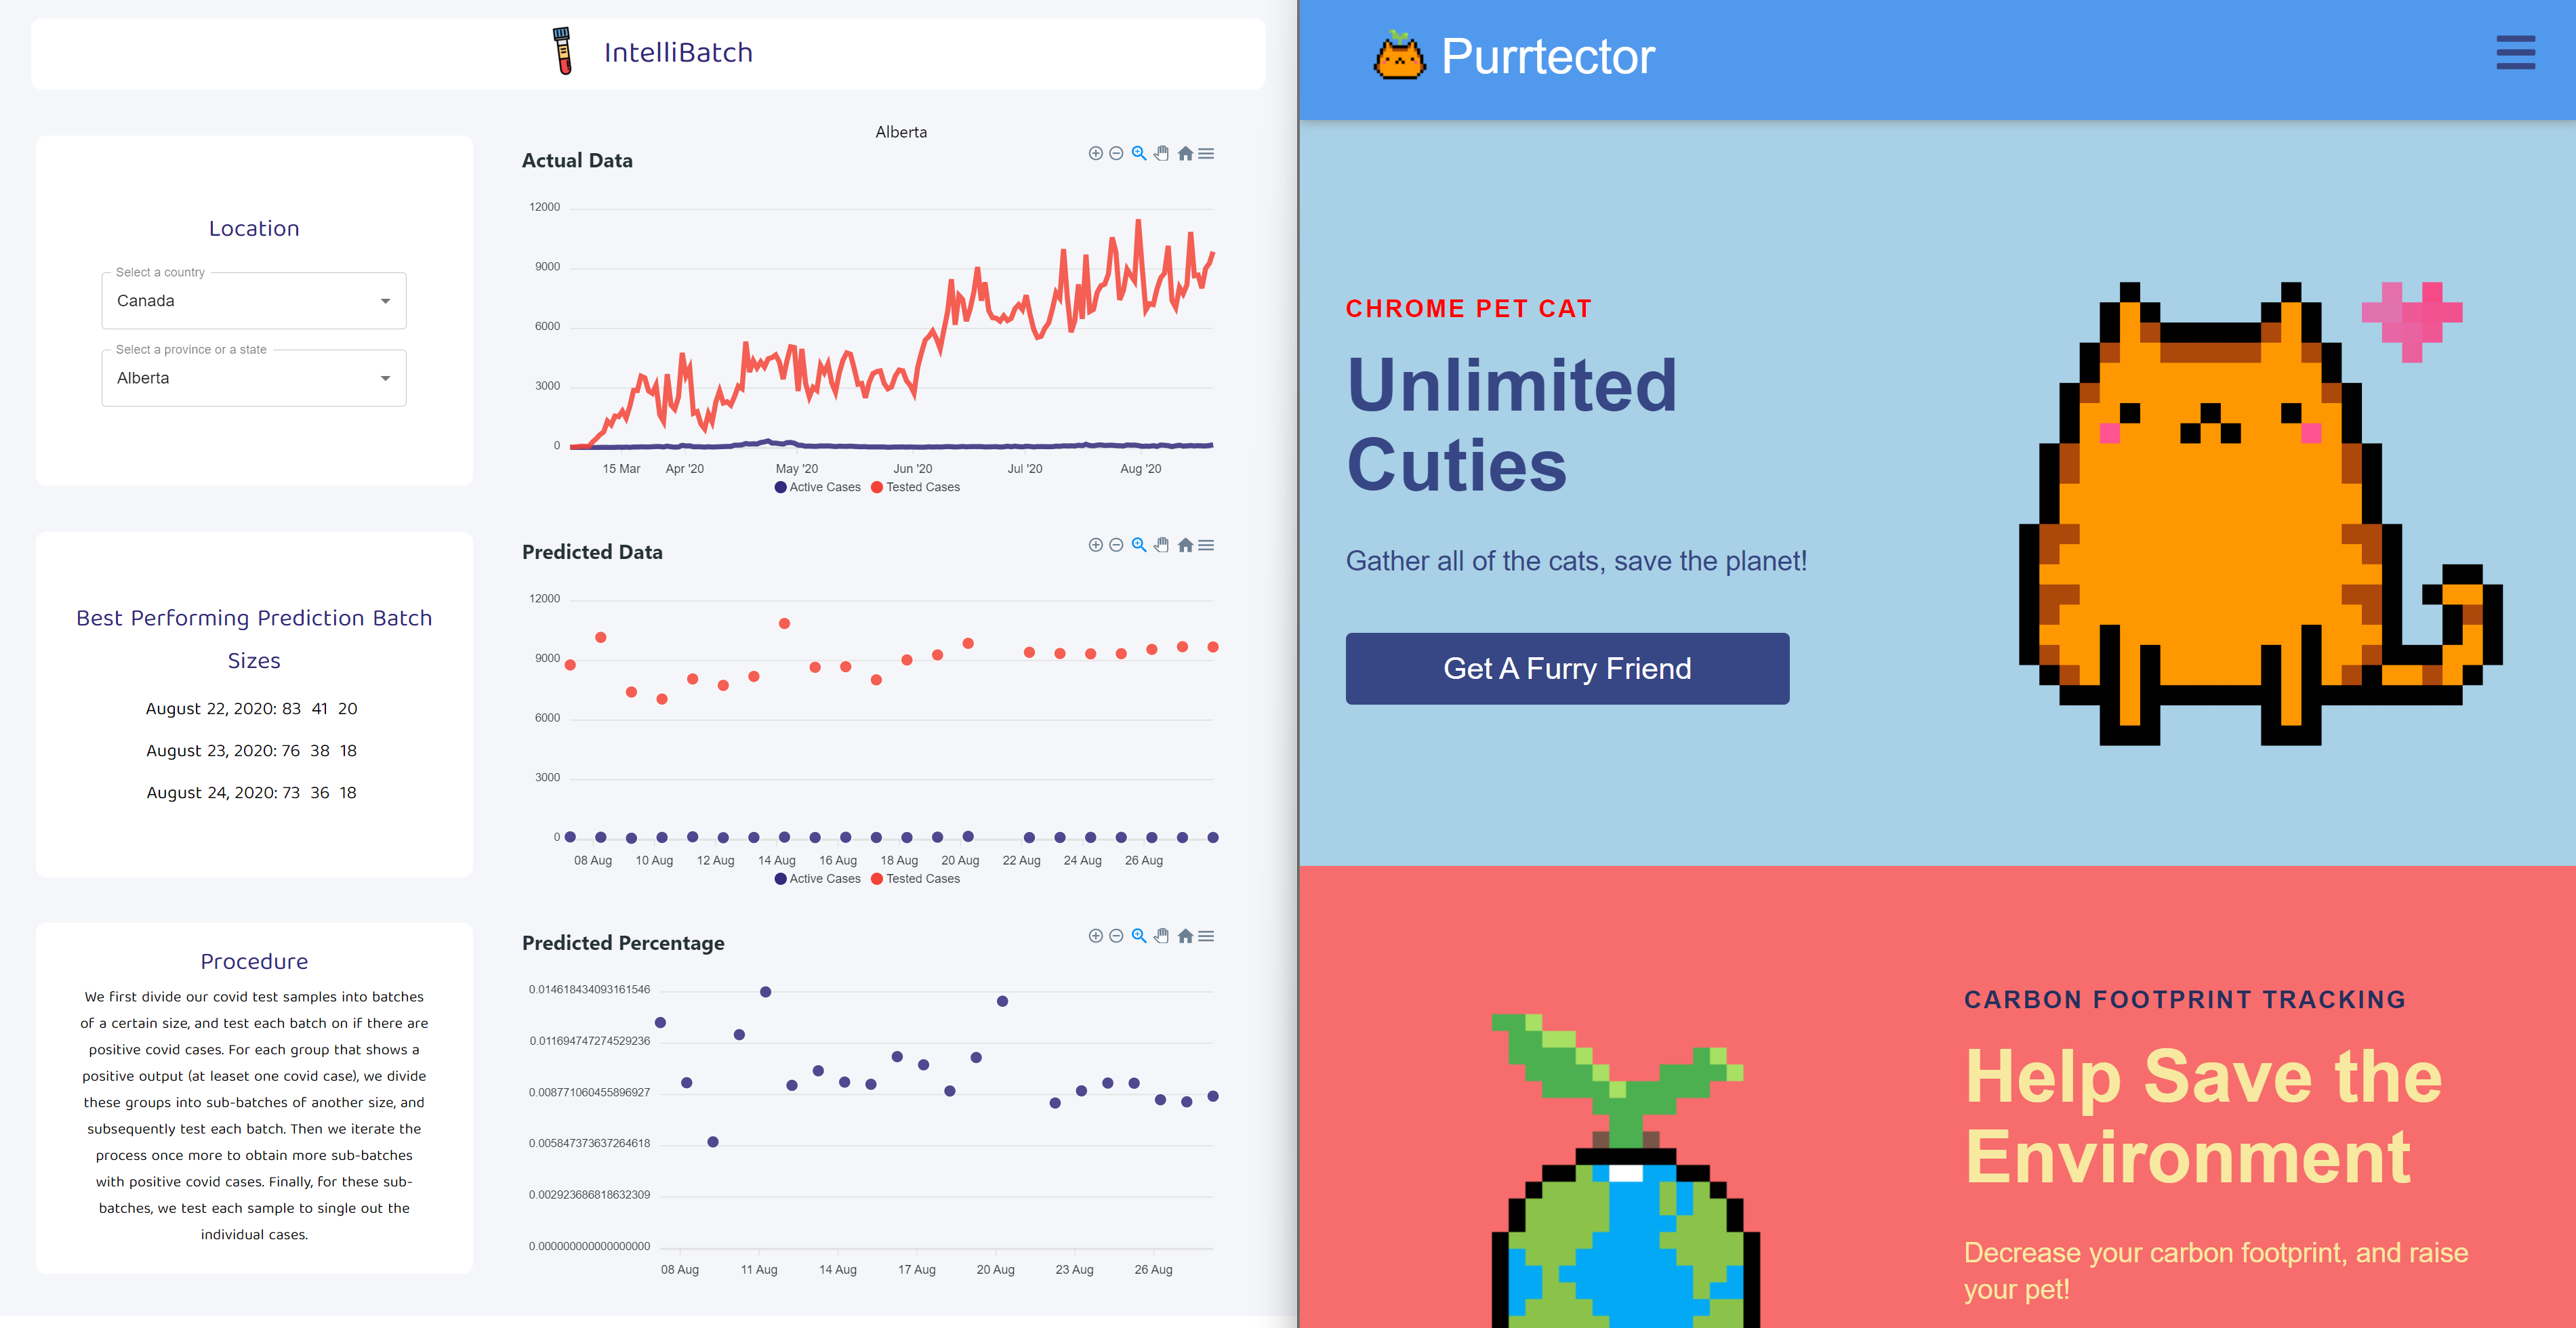 IntelliBatch
Location
Select a country
Canada
Select a province or a state
Alberta
Best Performing Prediction Batch
Sizes
August 22, 2020: 83 41 20
August 23, 2020: 76 38 18
August 24, 2020: 73 36 18
Procedure
We first divide our covid test samples into batches
of a certain size, and test each batch on if there are
positive covid cases. For each group that shows a
positive output (at leaset one covid case), we divide
these groups into sub-batches of another size, and
subsequently test each batch. Then we iterate the
process once more to obtain more sub-batches
with positive covid cases. Finally, for these sub-
batches, we test each sample to single out the
individual cases.
Alberta
Actual Data
12000
9000
6000
3000
0
15 Mar Apr '20 May '20 Jun '20 Jul '20 Aug '20
Active Cases Tested Cases
Predicted Data
12000
9000
6000
3000
0
08 Aug 10 Aug 12 Aug 14 Aug 16 Aug 18 Aug 20 Aug 22 Aug 24 Aug 26 Aug
Active Cases Tested Cases
Predicted Percentage
0.014618434093161546
0.011694747274529236
0.008771060455896927
0.005847373637264618
0.002923686818632309
0.000000000000000000
08 Aug 11 Aug 14 Aug 17 Aug 20 Aug 23 Aug 26 Aug
Purrtector
CHROME PET CAT
Unlimited
Cuties
Gather all of the cats, save the planet!
Get A Furry Friend
CARBON FOOTPRINT TRACKING
Help Save the
Environment
Decrease your carbon footprint, and raise
your pet!